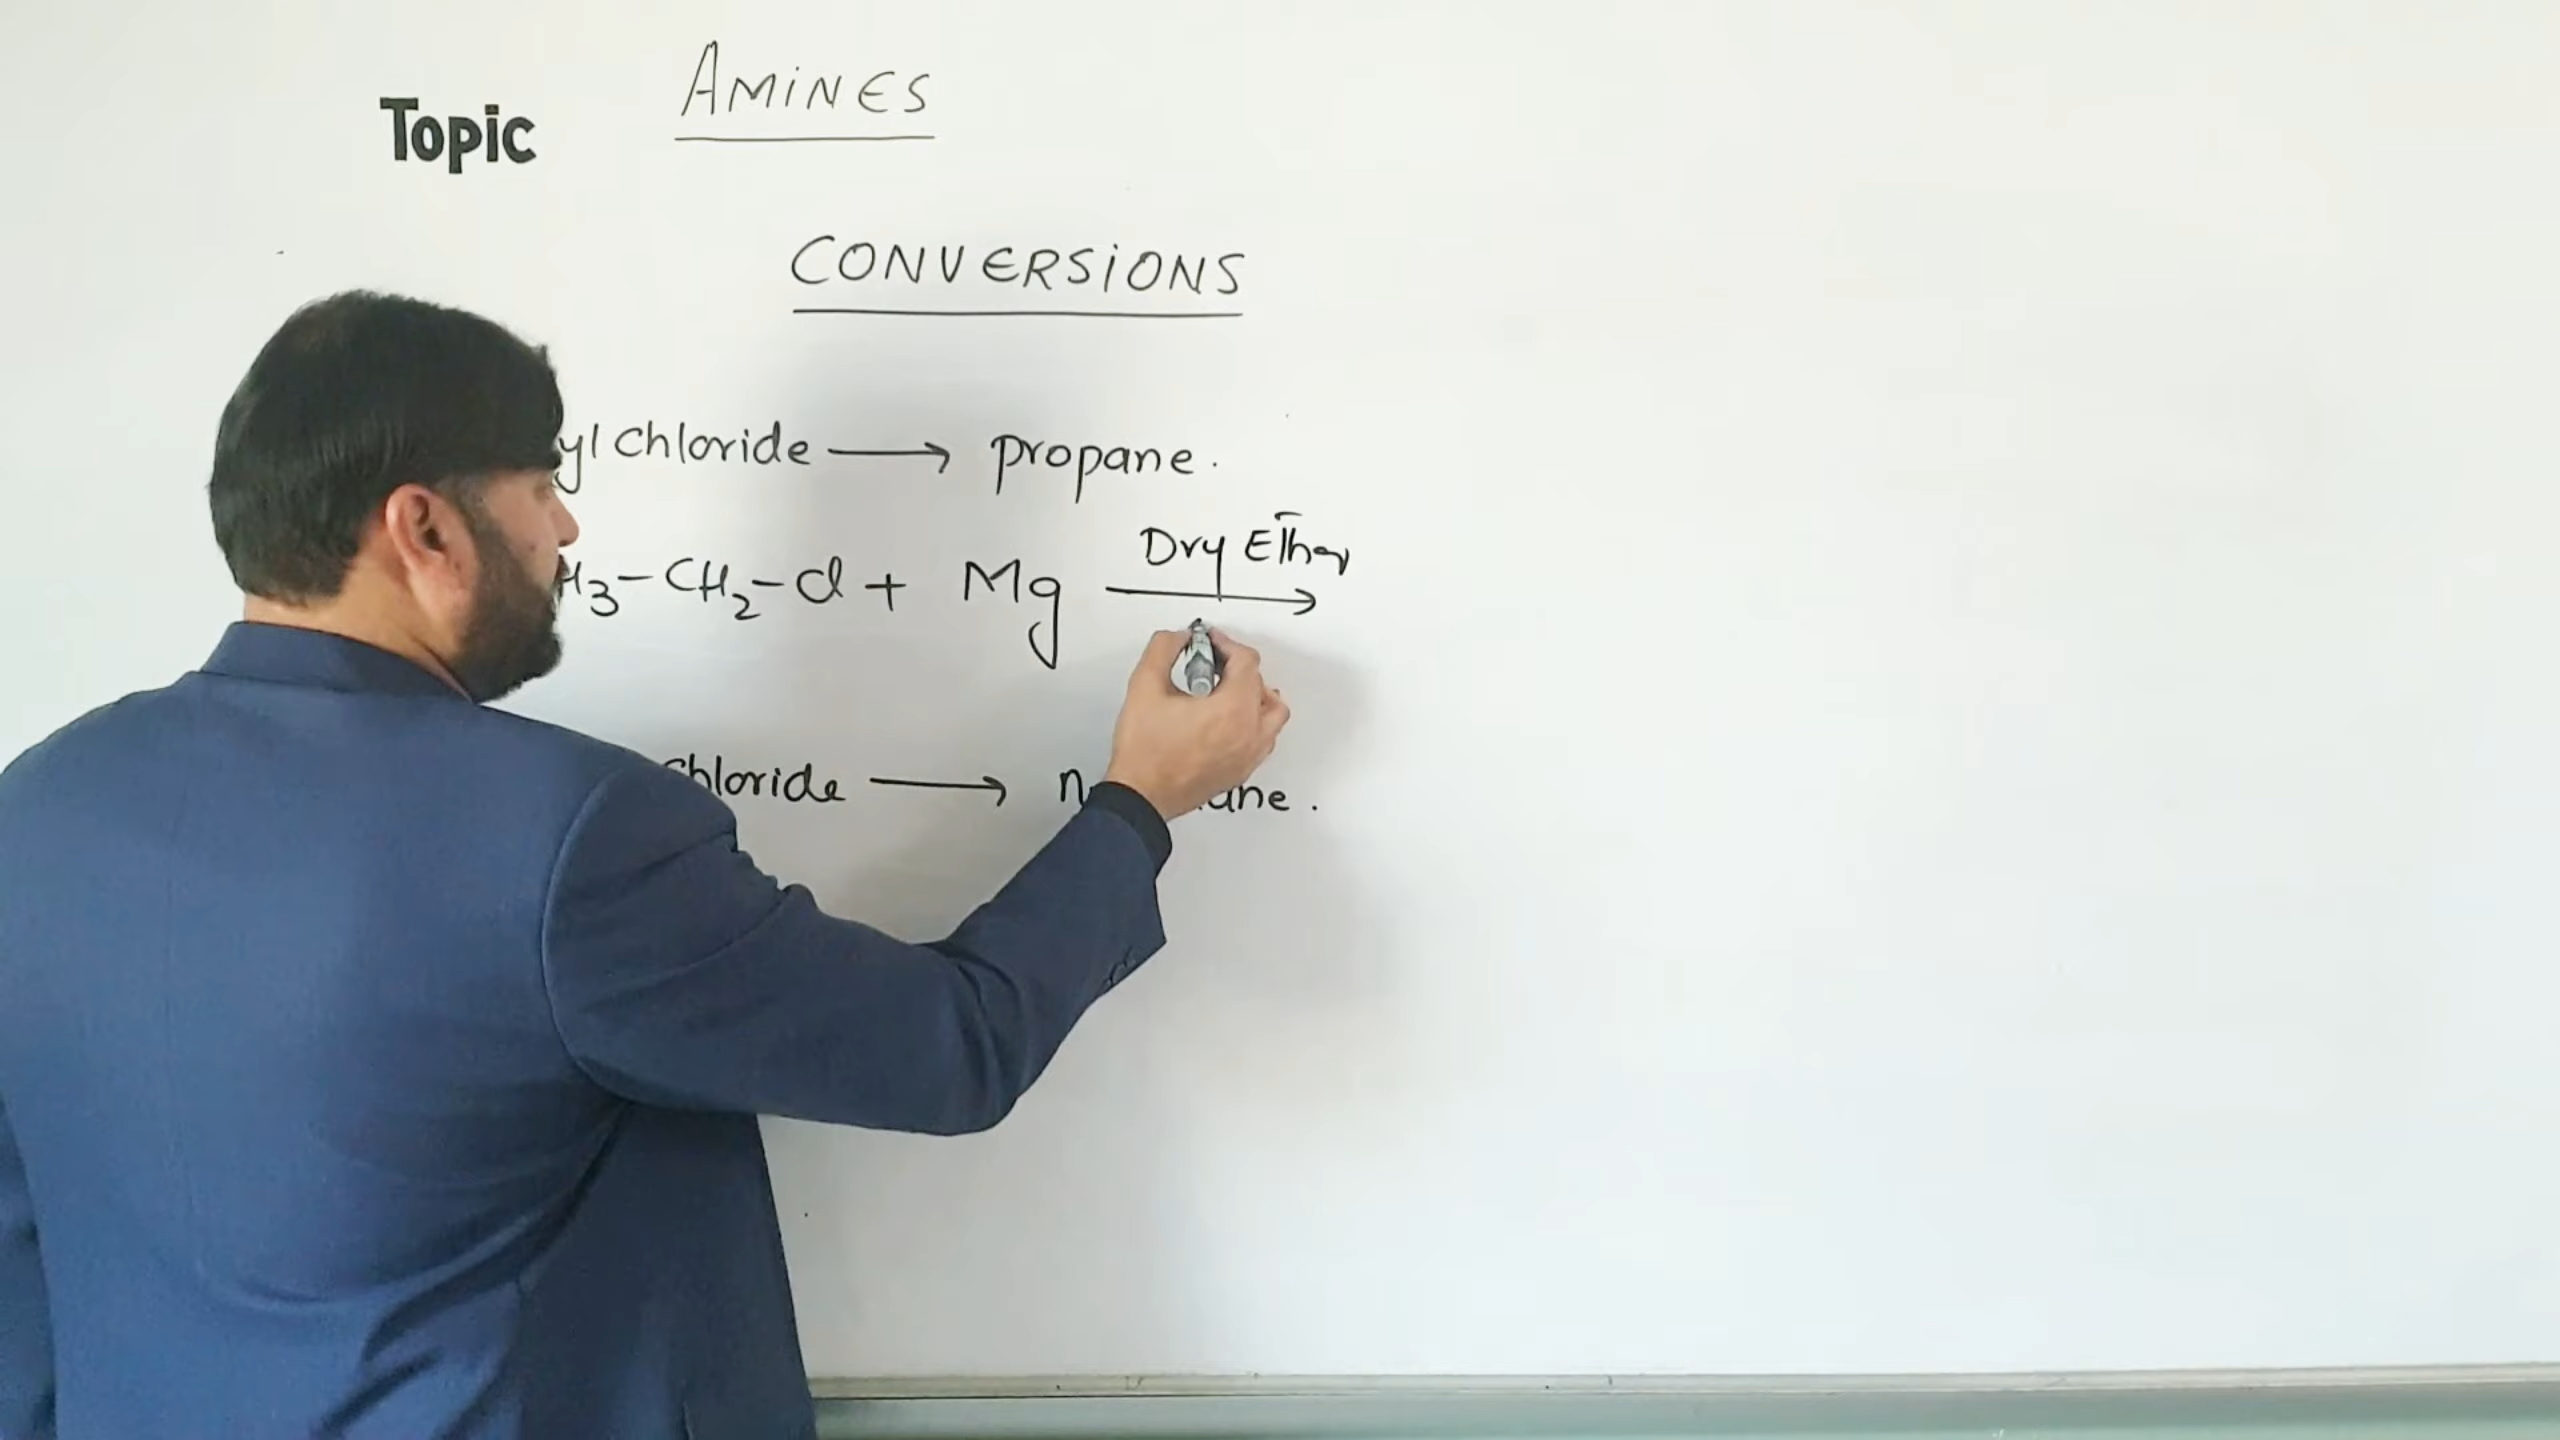 AMINES
Topic
CONVERSIONS
yl Chloride ⟶ propane.
H3-CH2-Cl + Mg ⟶
Dry Ether
Chloride ⟶ n ane.